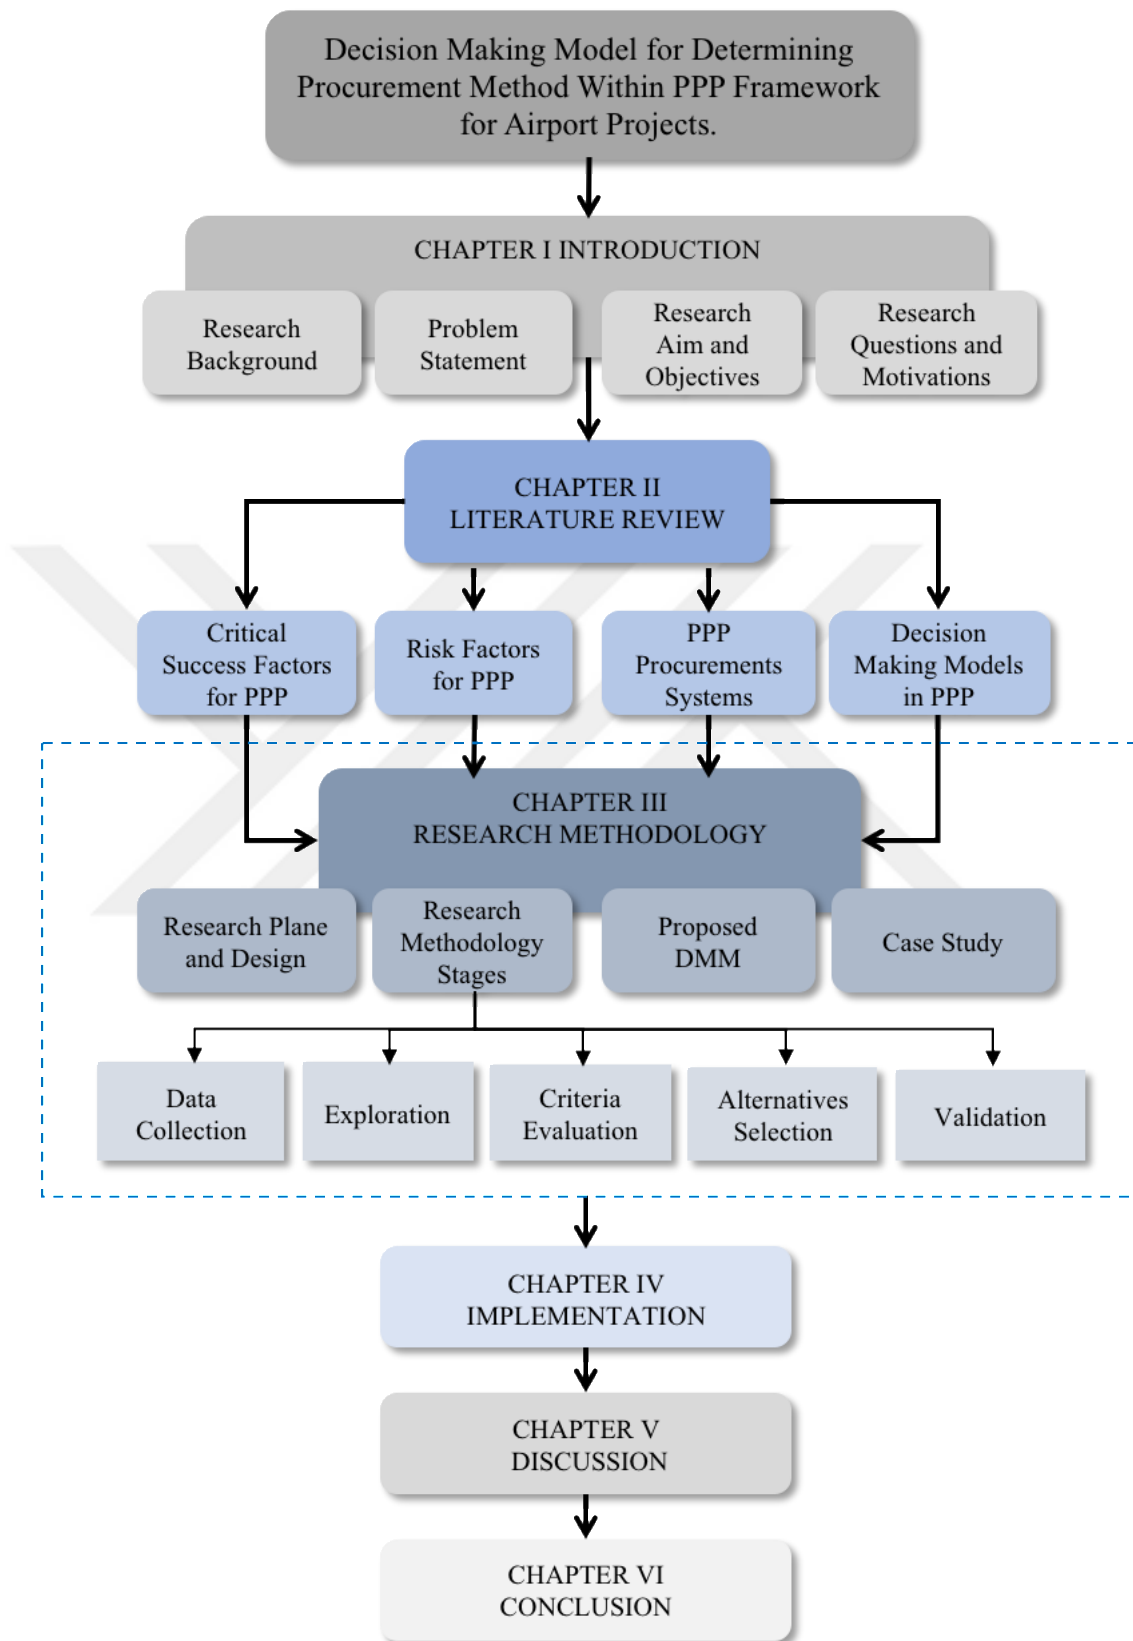 Decision Making Model for Determining
Procurement Method Within PPP Framework
for Airport Projects.
CHAPTER I INTRODUCTION
Research
Background
Problem
Statement
Research
Aim and
Objectives
Research
Questions and
Motivations
CHAPTER II
LITERATURE REVIEW
Critical
Success Factors
for PPP
Risk Factors
for PPP
PPP
Procurements
Systems
Decision
Making Models
in PPP
CHAPTER III
RESEARCH METHODOLOGY
Research Plane
and Design
Research
Methodology
Stages
Proposed
DMM
Case Study
Data
Collection
Exploration
Criteria
Evaluation
Alternatives
Selection
Validation
CHAPTER IV
IMPLEMENTATION
CHAPTER V
DISCUSSION
CHAPTER VI
CONCLUSION